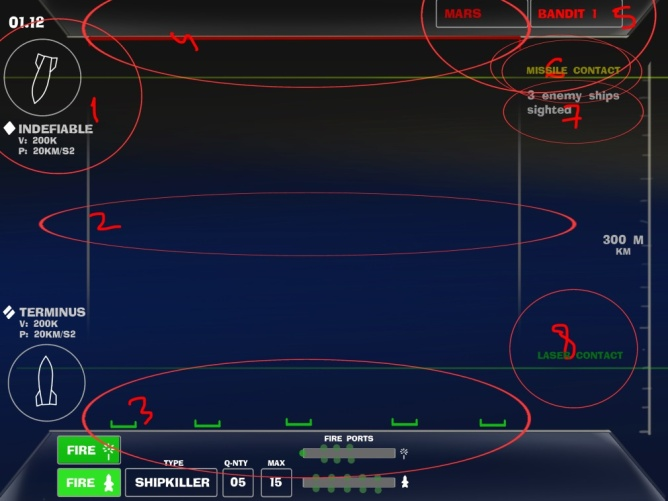 01.12
MARS
BANDIT 1
5
4
MISSILE CONTACT
6
3 enemy ships
sighted
7
1
INDEFIABLE
V: 200K
P: 20KM/S2
2
300 M
KM
TERMINUS
V: 200K
P: 20KM/S2
8
LASER CONTACT
3
FIRE PORTS
FIRE
TYPE
Q-NTY
MAX
FIRE
SHIPKILLER
05
15